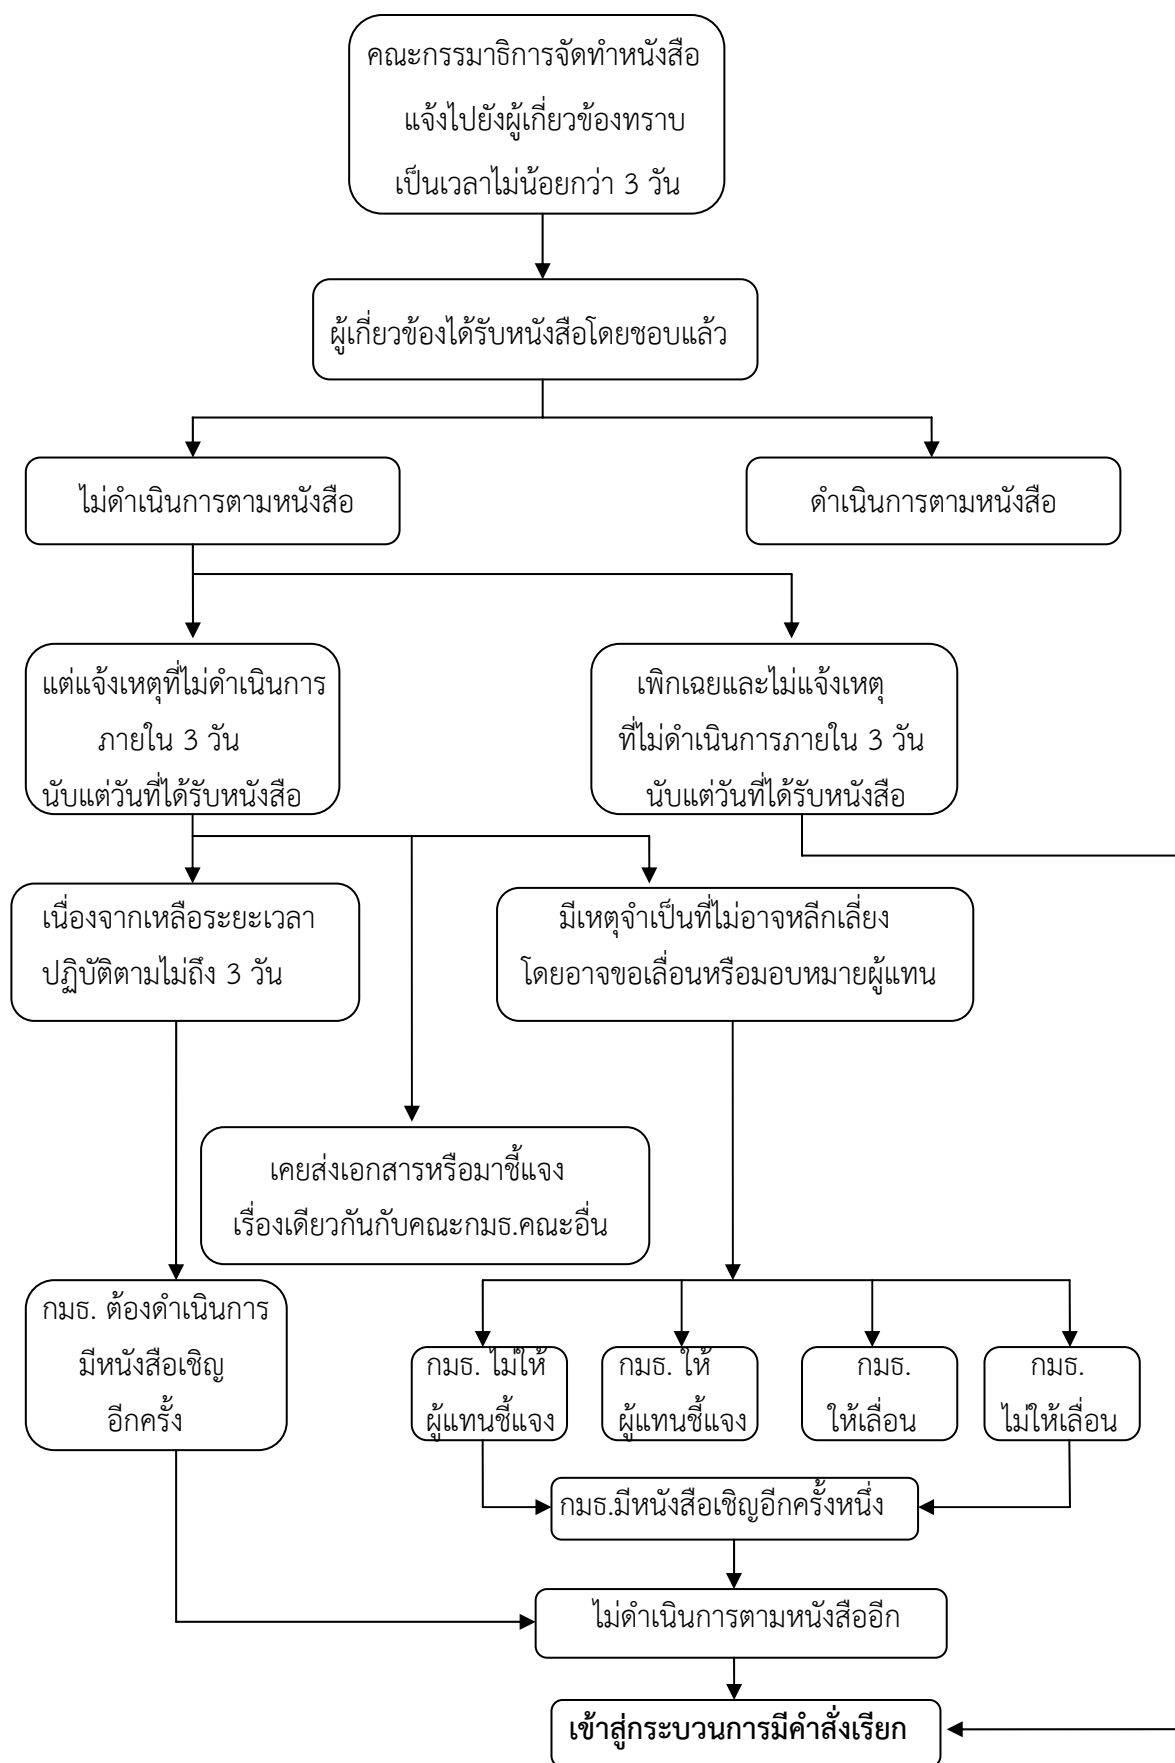 คณะกรรมาธิการจัดทำหนังสือ
แจ้งไปยังผู้เกี่ยวข้องทราบ
เป็นเวลาไม่น้อยกว่า 3 วัน
ผู้เกี่ยวข้องได้รับหนังสือโดยชอบแล้ว
ไม่ดำเนินการตามหนังสือ
ดำเนินการตามหนังสือ
แต่แจ้งเหตุที่ไม่ดำเนินการ
ภายใน 3 วัน
นับแต่วันที่ได้รับหนังสือ
เพิกเฉยและไม่แจ้งเหตุ
ที่ไม่ดำเนินการภายใน 3 วัน
นับแต่วันที่ได้รับหนังสือ
เนื่องจากเหลือระยะเวลา
ปฏิบัติตามไม่ถึง 3 วัน
มีเหตุจำเป็นที่ไม่อาจหลีกเลี่ยง
โดยอาจขอเลื่อนหรือมอบหมายผู้แทน
เคยส่งเอกสารหรือมาชี้แจง
เรื่องเดียวกันกับคณะกมธ.คณะอื่น
กมธ. ต้องดำเนินการ
มีหนังสือเชิญ
อีกครั้ง
กมธ. ไม่ให้
ผู้แทนชี้แจง
กมธ. ให้
ผู้แทนชี้แจง
กมธ.
ให้เลื่อน
กมธ.
ไม่ให้เลื่อน
กมธ.มีหนังสือเชิญอีกครั้งหนึ่ง
ไม่ดำเนินการตามหนังสืออีก
เข้าสู่กระบวนการมีคำสั่งเรียก